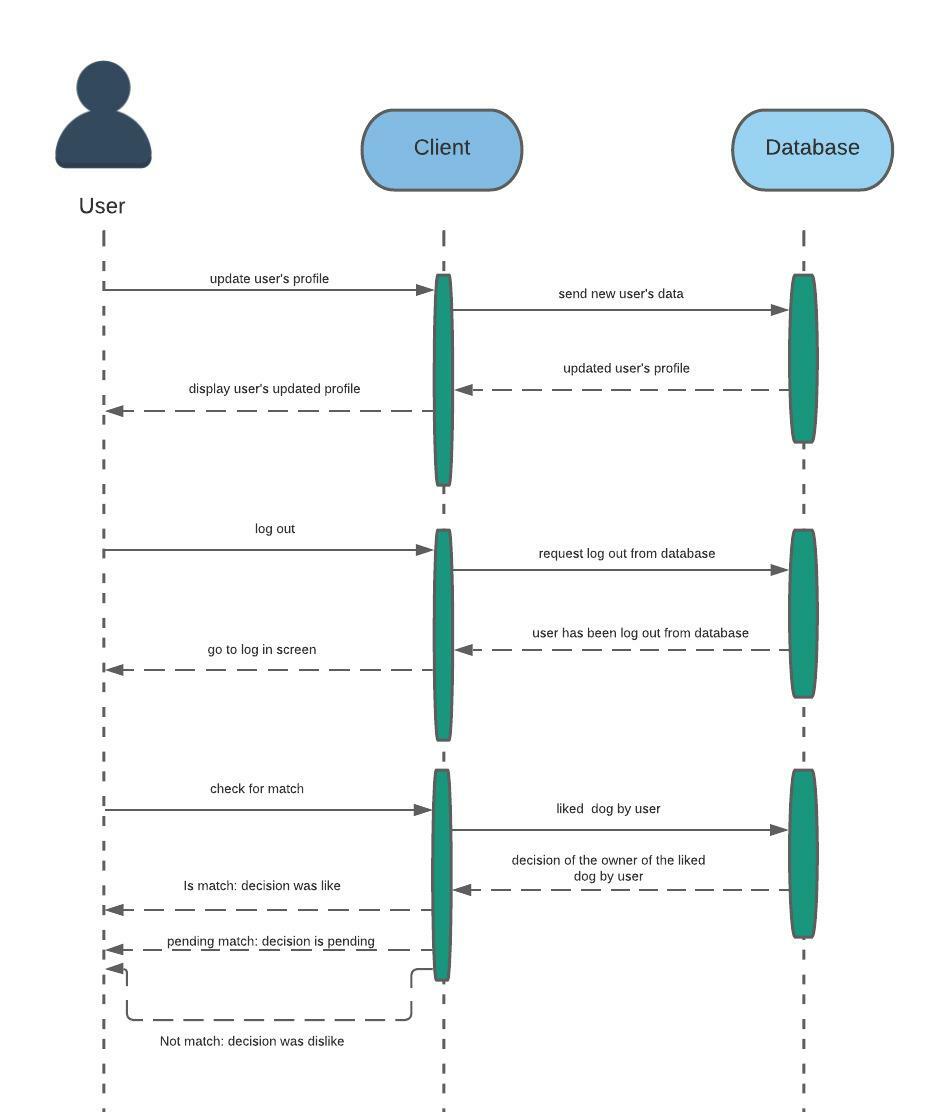 Client
Database
User
update user's profile
send new user's data
updated user's profile
display user's updated profile
log out
request log out from database
user has been log out from database
go to log in screen
check for match
liked  dog by user
decision of the owner of the liked
dog by user
Is match: decision was like
pending match: decision is pending
Not match: decision was dislike